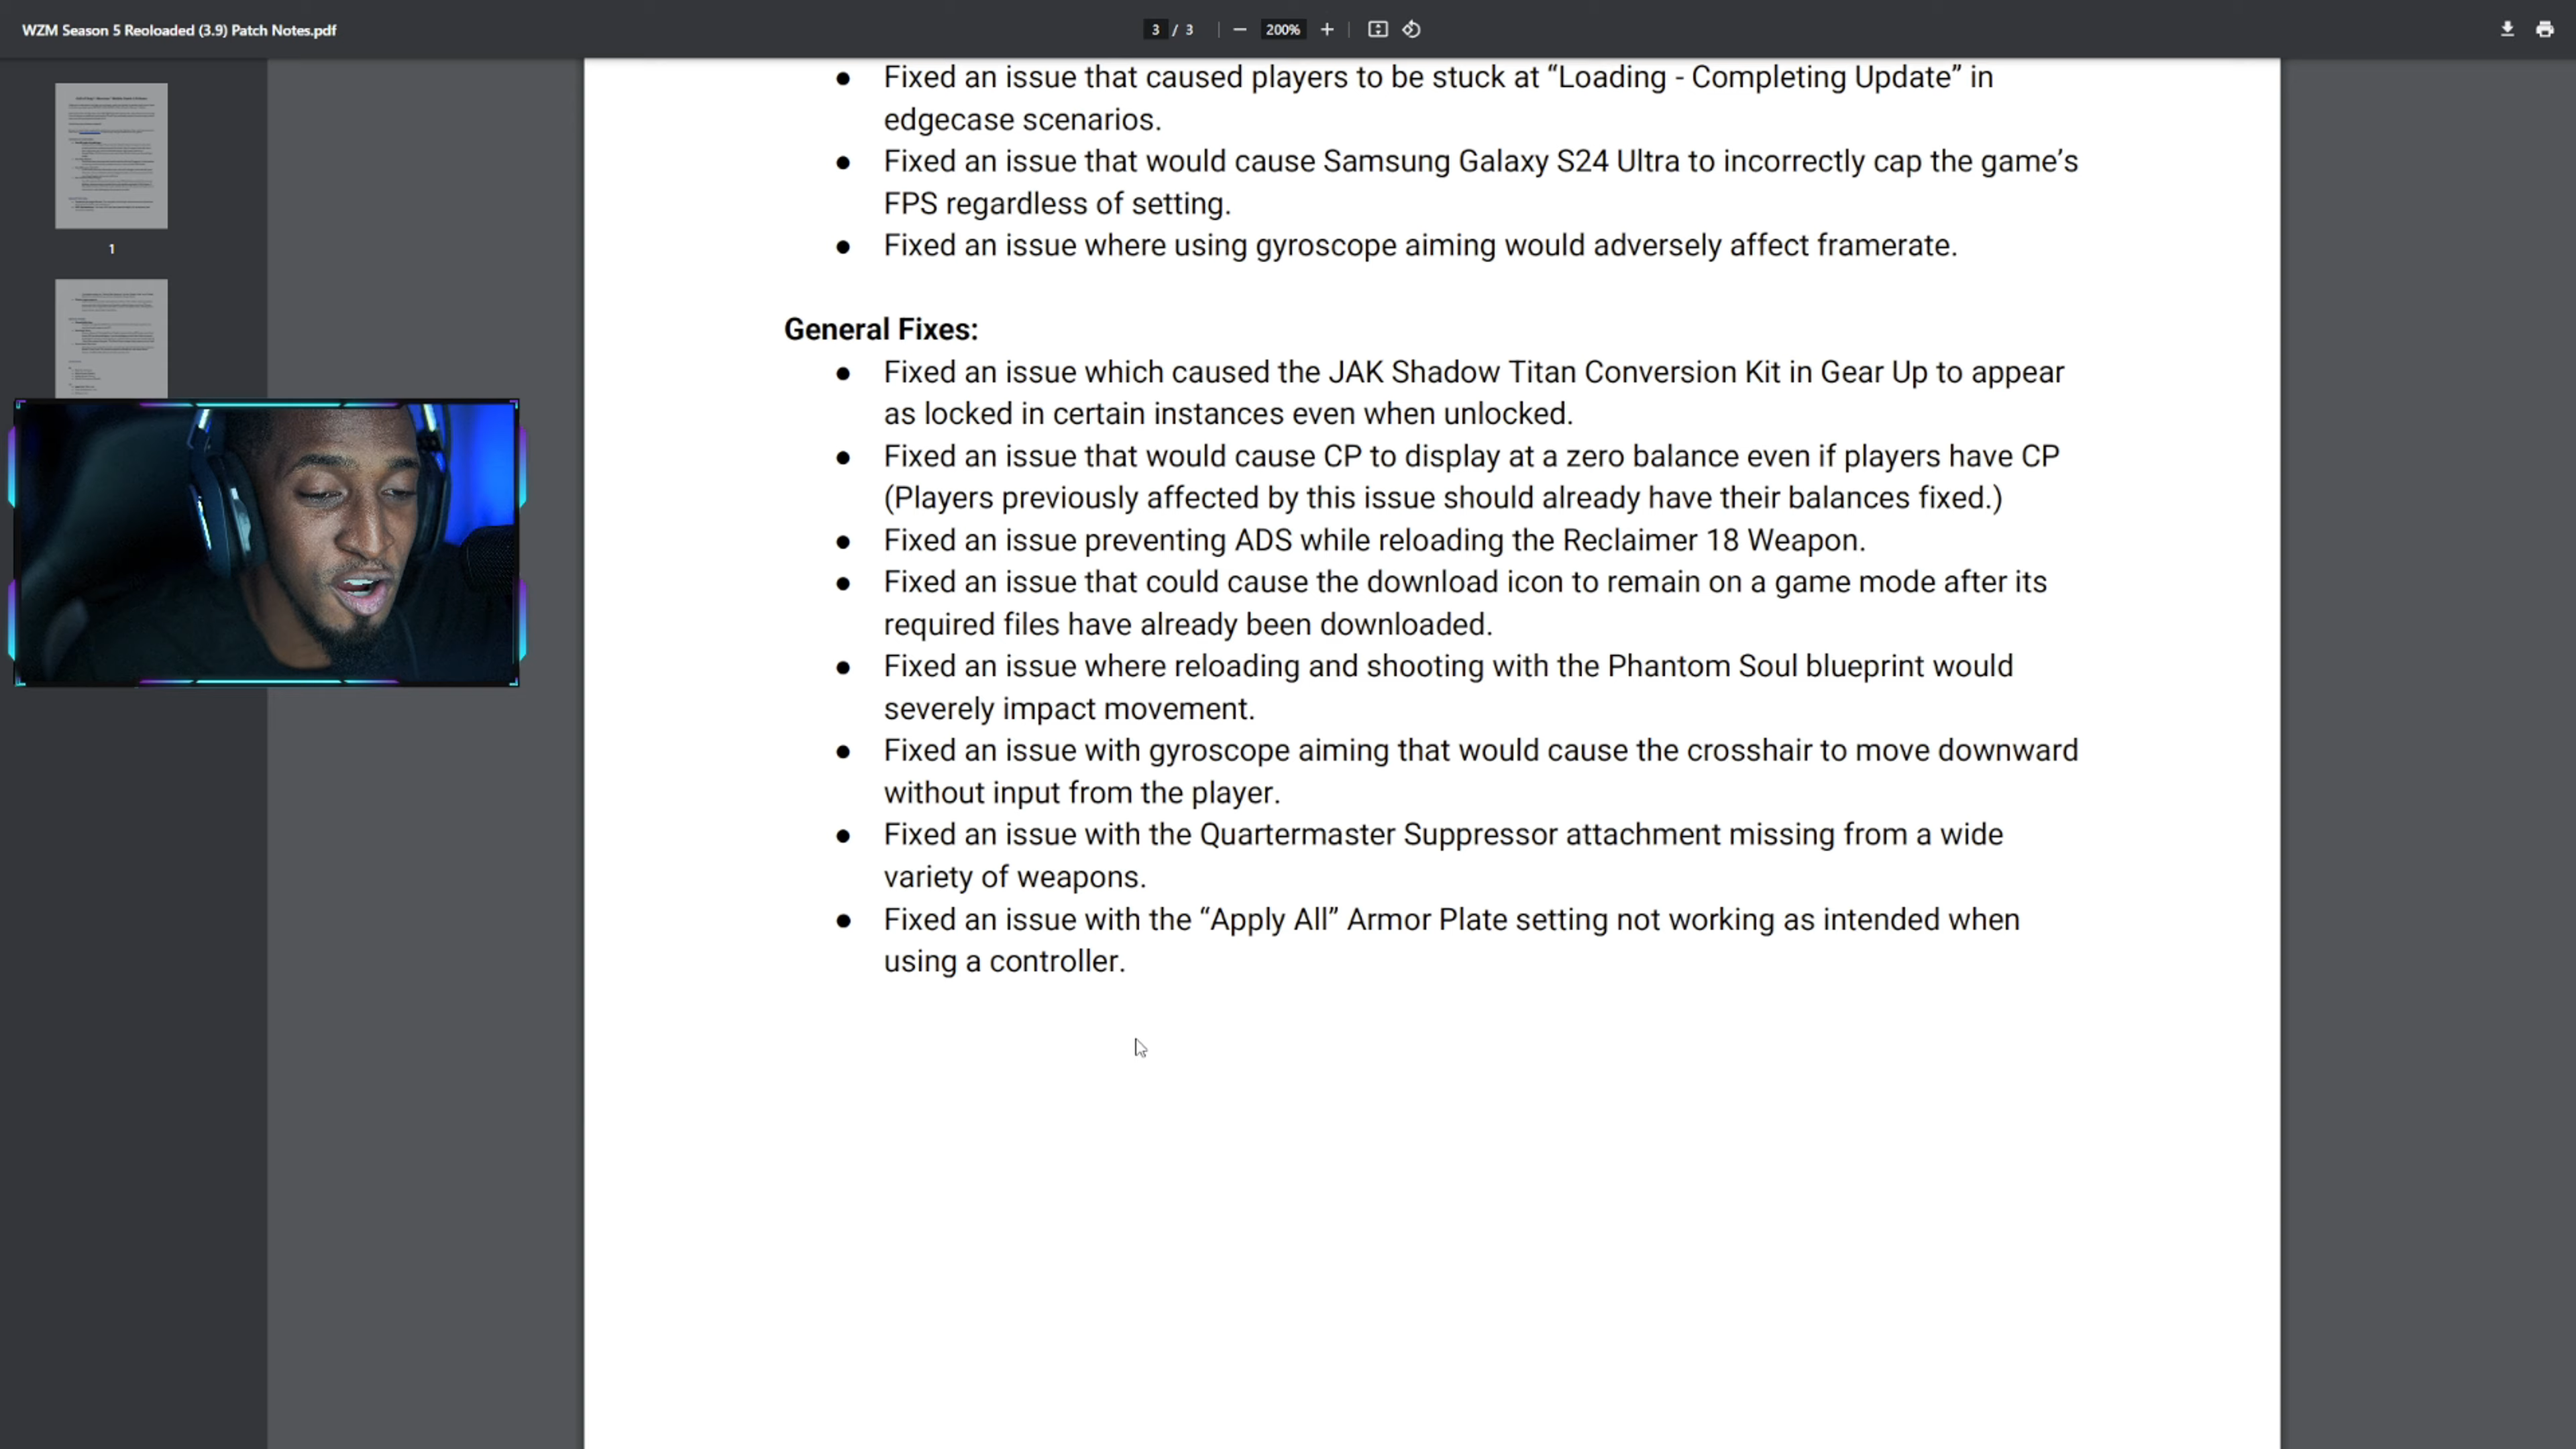 WZM Season 5 Reoloaded (3.9) Patch Notes.pdf
3 / 3
200%
1
● Fixed an issue that caused players to be stuck at “Loading - Completing Update” in
edgecase scenarios.
● Fixed an issue that would cause Samsung Galaxy S24 Ultra to incorrectly cap the game’s
FPS regardless of setting.
● Fixed an issue where using gyroscope aiming would adversely affect framerate.
General Fixes:
● Fixed an issue which caused the JAK Shadow Titan Conversion Kit in Gear Up to appear
as locked in certain instances even when unlocked.
● Fixed an issue that would cause CP to display at a zero balance even if players have CP
(Players previously affected by this issue should already have their balances fixed.)
● Fixed an issue preventing ADS while reloading the Reclaimer 18 Weapon.
● Fixed an issue that could cause the download icon to remain on a game mode after its
required files have already been downloaded.
● Fixed an issue where reloading and shooting with the Phantom Soul blueprint would
severely impact movement.
● Fixed an issue with gyroscope aiming that would cause the crosshair to move downward
without input from the player.
● Fixed an issue with the Quartermaster Suppressor attachment missing from a wide
variety of weapons.
● Fixed an issue with the “Apply All” Armor Plate setting not working as intended when
using a controller.